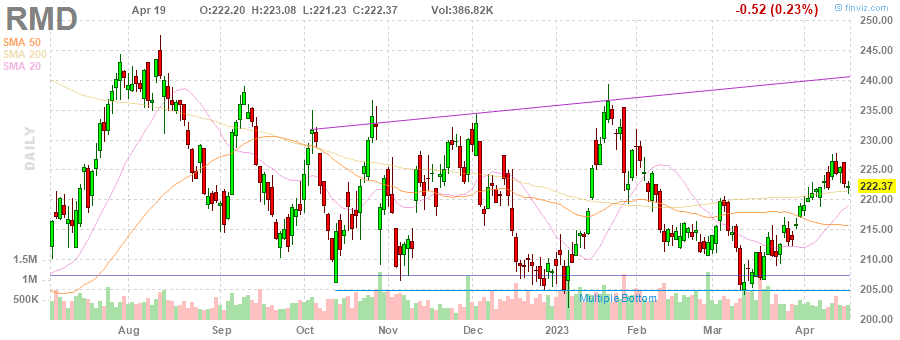 RMD
Apr 19 O:222.20 H:223.08 L:221.23 C:222.37 Vol:386.82K -0.52 (0.23%)
© finviz.com
SMA 50
SMA 200
SMA 20
DAILY
250.00
245.00
240.00
235.00
230.00
225.00
222.37
220.00
215.00
210.00
205.00
200.00
1.5M
1M
500K
Multiple Bottom
Aug Sep Oct Nov Dec 2023 Feb Mar Apr